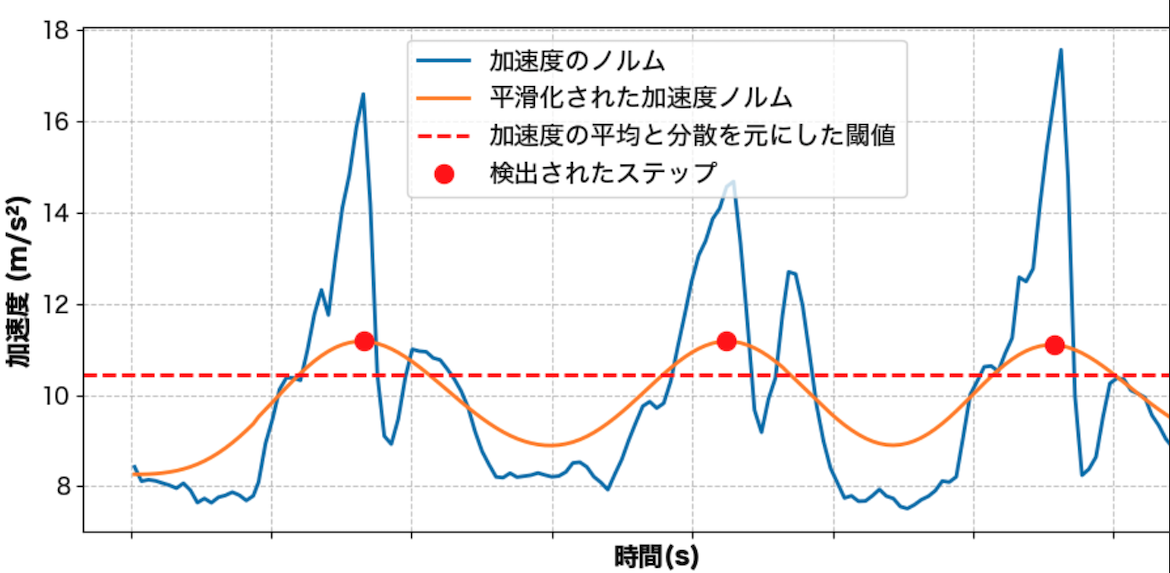 18
16
14
12
10
8
加速度 (m/s²)
加速度のノルム
平滑化された加速度ノルム
加速度の平均と分散を元にした閾値
検出されたステップ
時間(s)